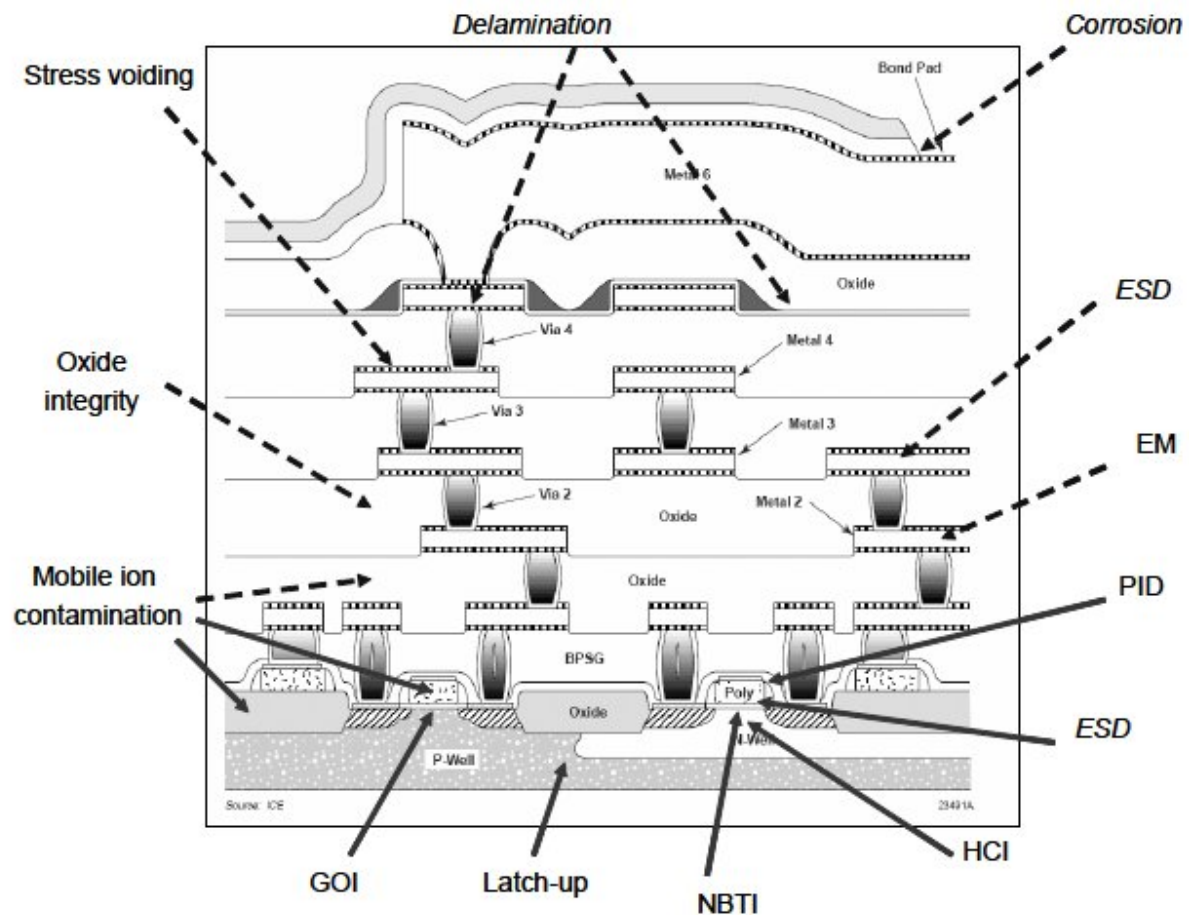 Delamination
Corrosion
Stress voiding
Bond Pad
Metal 6
Oxide
ESD
Via 4
Metal 4
Oxide
integrity
Via 3
Metal 3
EM
Via 2
Oxide
Metal 2
Mobile ion
contamination
Oxide
PID
BPSG
Poly
Oxide
N-Well
ESD
P-Well
Source: ICE
23491A
HCI
GOI
Latch-up
NBTI